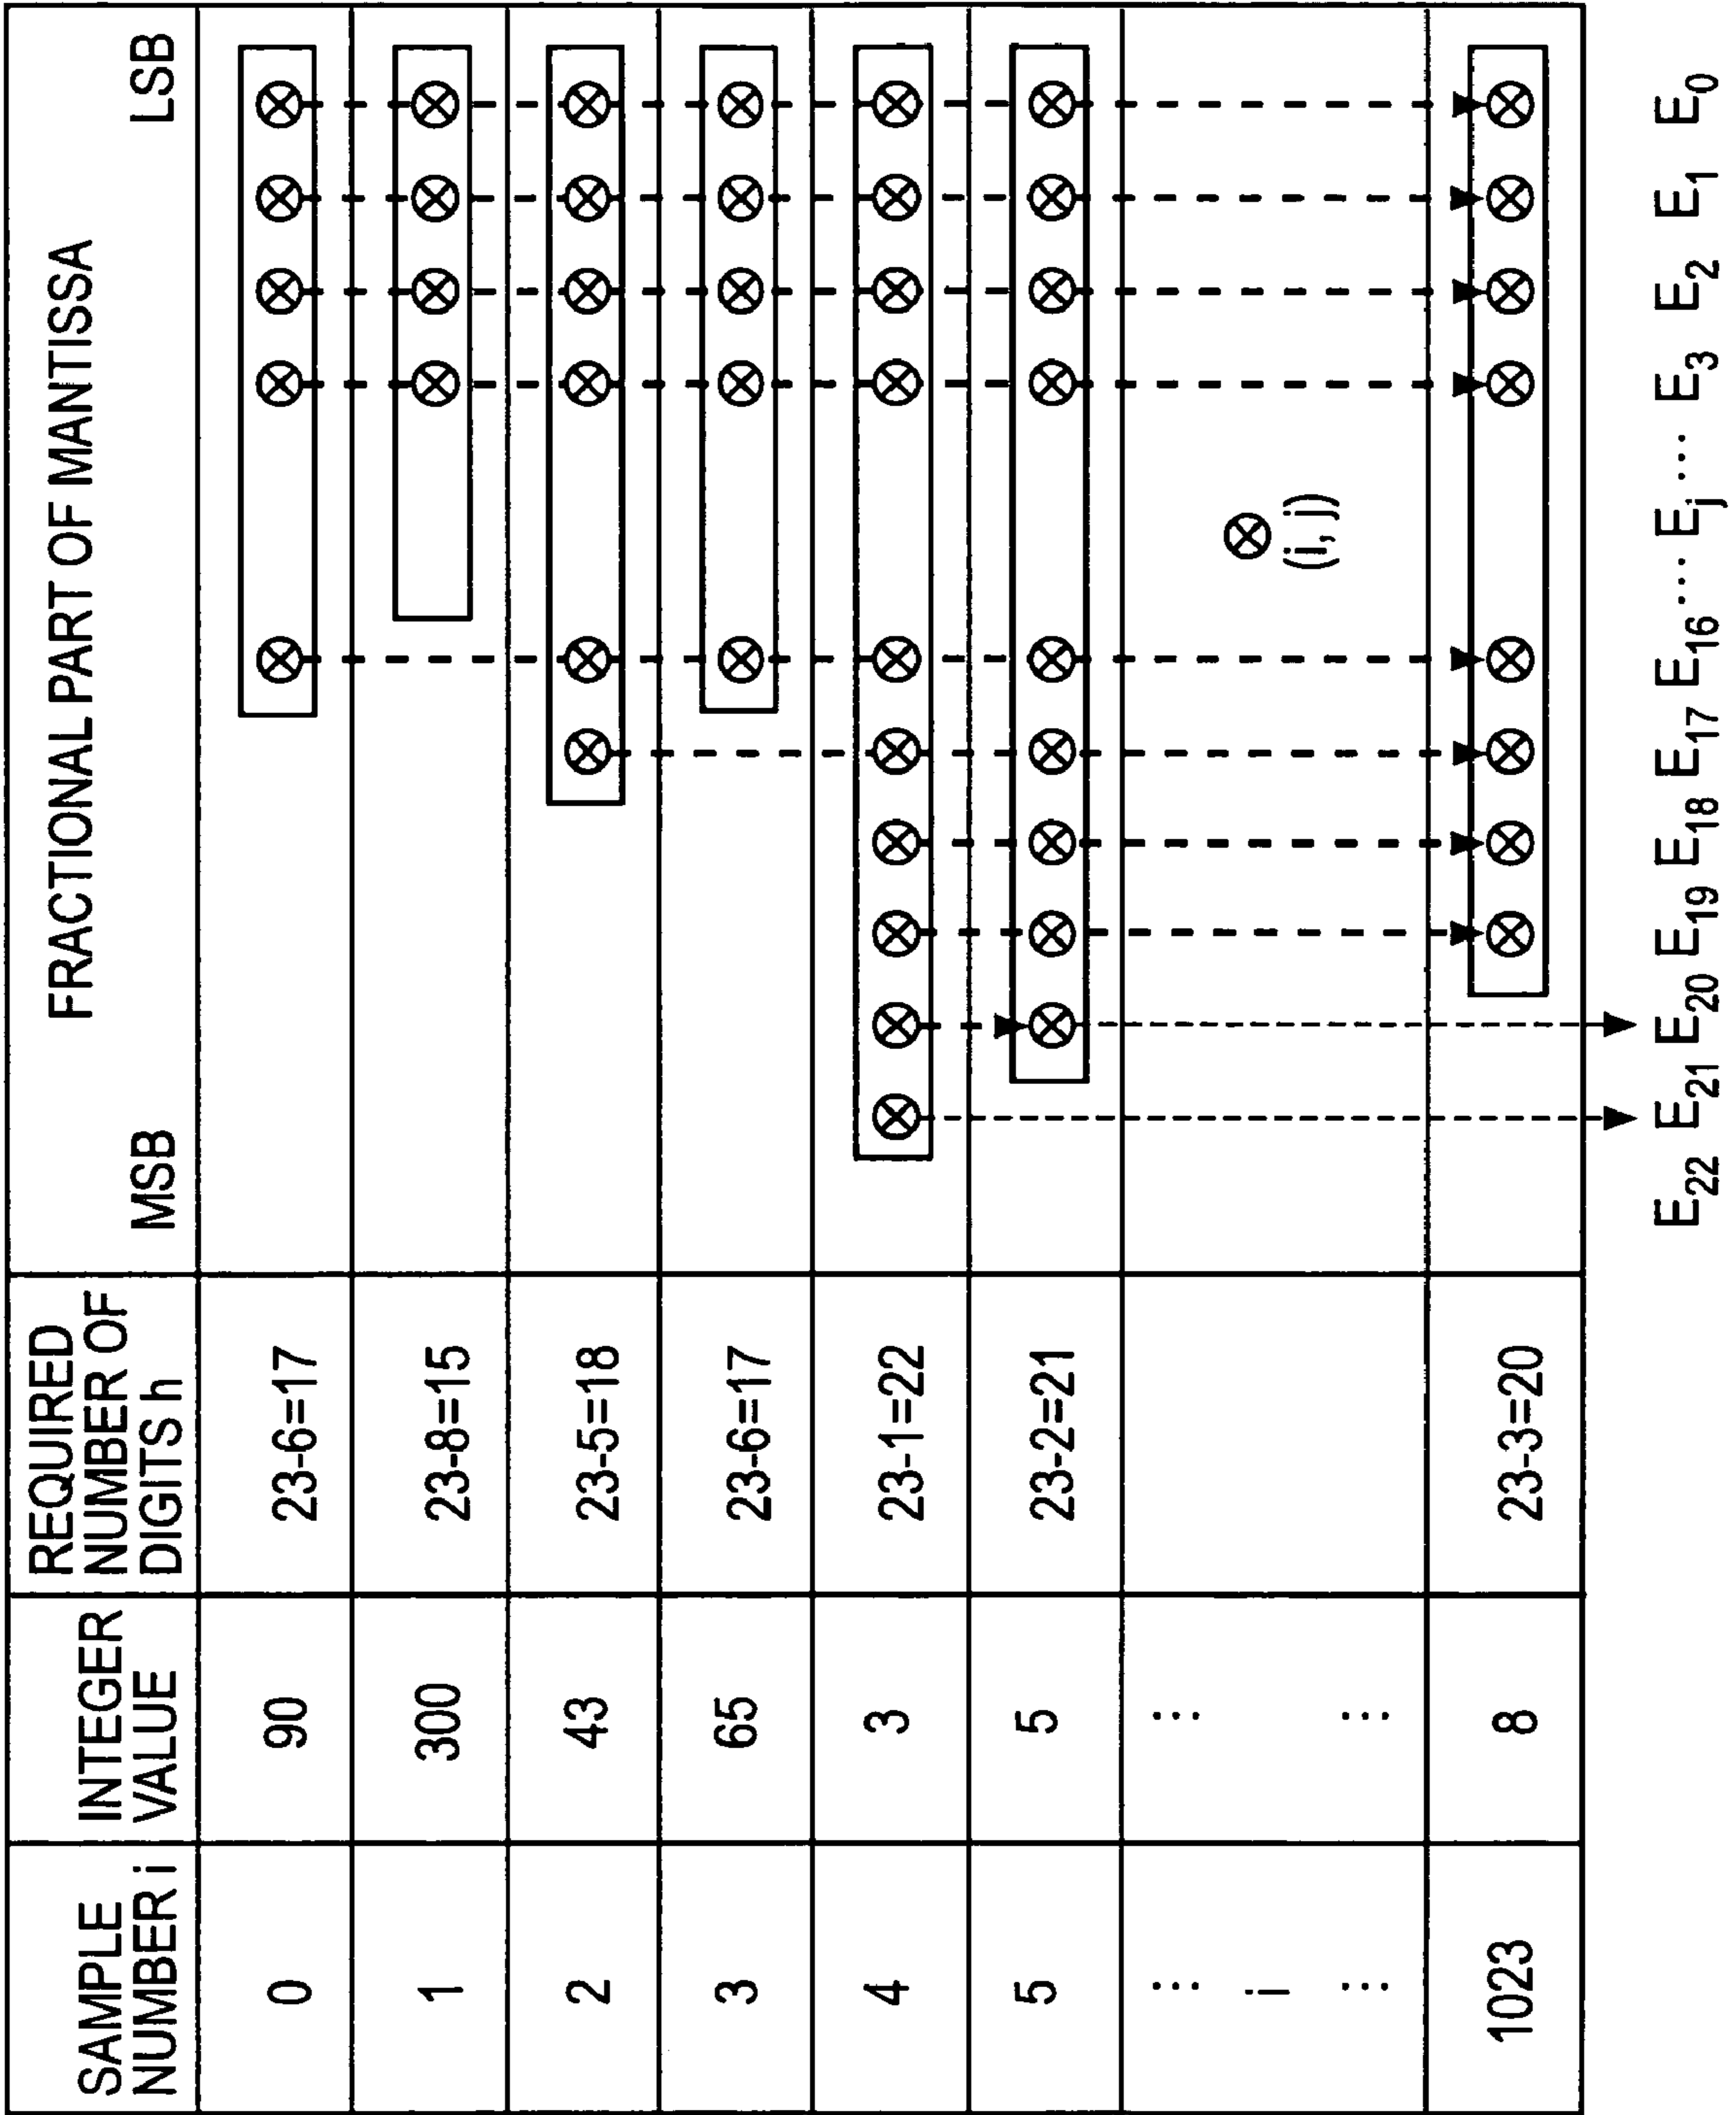 SAMPLE NUMBER i
INTEGER VALUE
REQUIRED NUMBER OF DIGITS h
FRACTIONAL PART OF MANTISSA
MSB LSB
0 90 23-6=17
1 300 23-8=15
2 43 23-5=18
3 65 23-6=17
4 3 23-1=22
5 5 23-2=21
⋮ i ⋮ ⋮ ⋮
(i, j)
1023 8 23-3=20
E22 E21 E20 E19 E18 E17 E16 ···· Ej ···· E3 E2 E1 E0